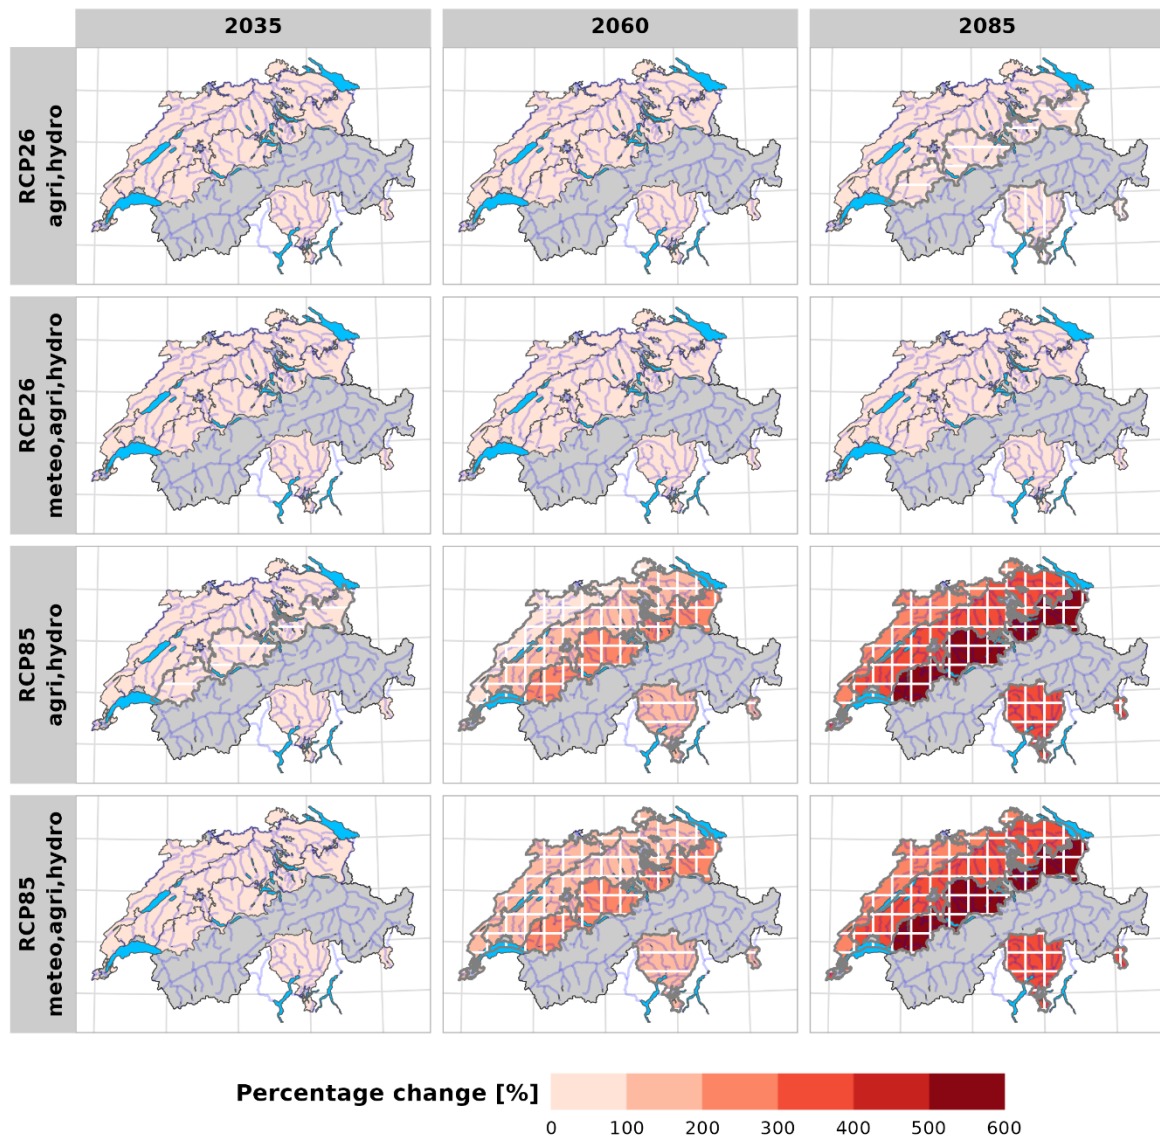 2035
2060
2085
RCP26
agri,hydro
RCP26
meteo,agri,hydro
RCP85
agri,hydro
RCP85
meteo,agri,hydro
Percentage change [%]
0 100 200 300 400 500 600